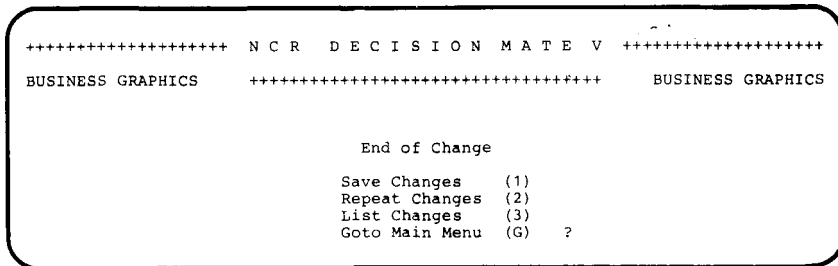 ++++++++++++++++++++ N C R   D E C I S I O N   M A T E   V ++++++++++++++++++++
BUSINESS GRAPHICS +++++++++++++++++++++++++++++++++++ BUSINESS GRAPHICS
End of Change
Save Changes (1)
Repeat Changes (2)
List Changes (3)
Goto Main Menu (G) ?